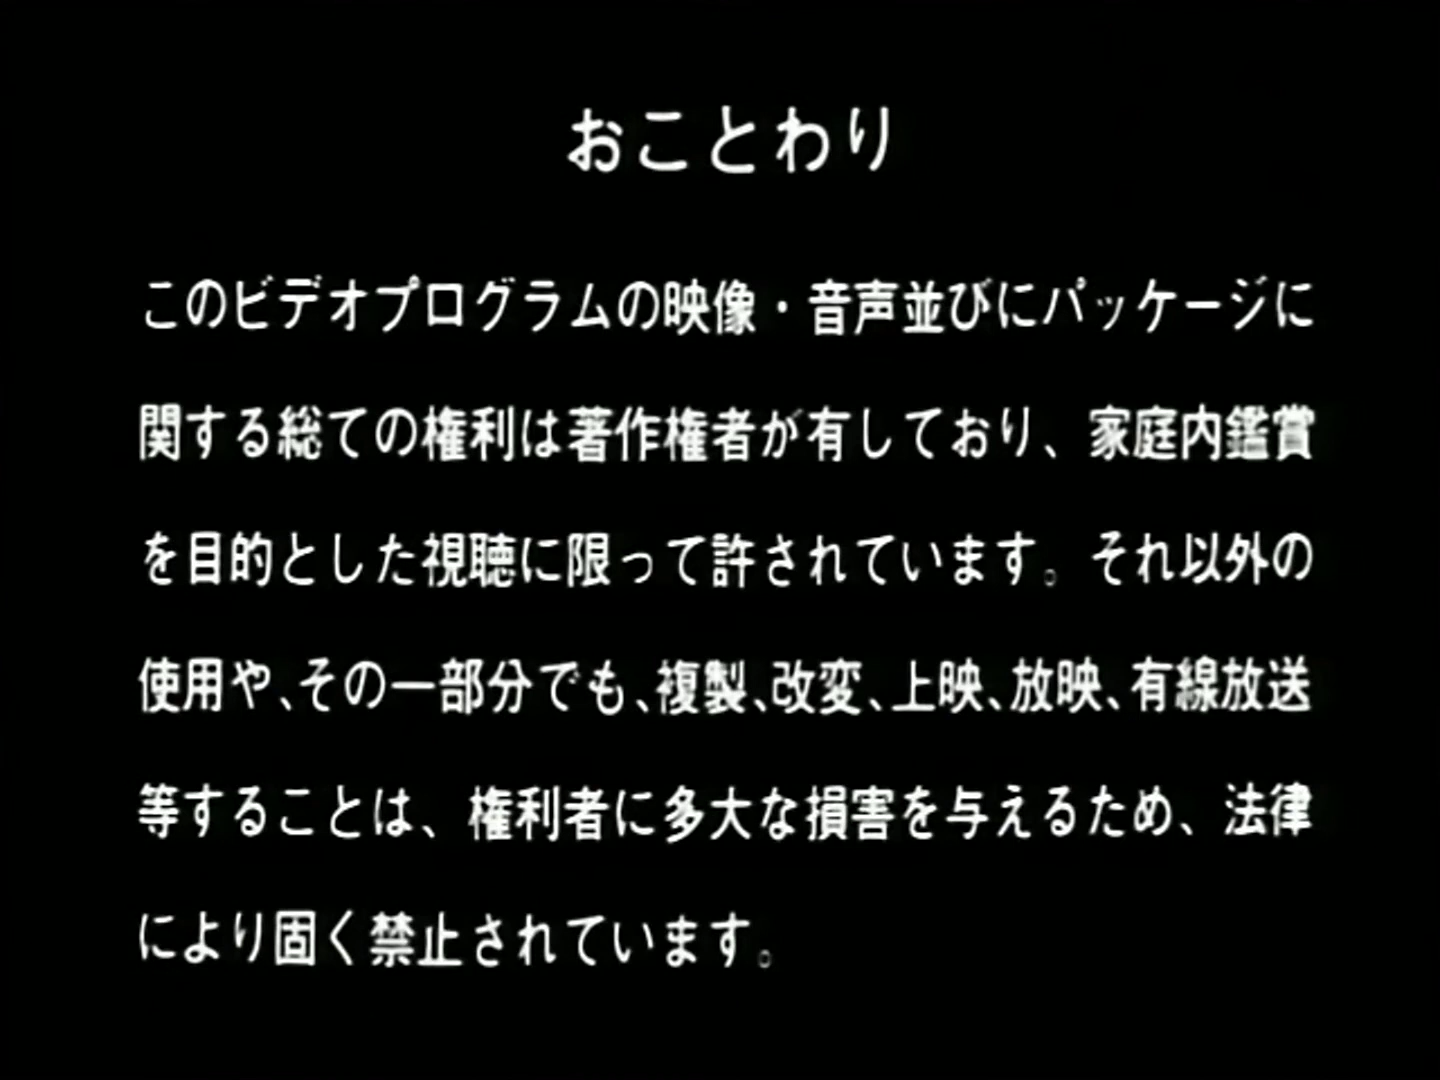 おことわり
このビデオプログラムの映像・音声並びにパッケージに
関する総ての権利は著作権者が有しており、家庭内鑑賞
を目的とした視聴に限って許されています。それ以外の
使用や、その一部分でも、複製、改変、上映、放映、有線放送
等することは、権利者に多大な損害を与えるため、法律
により固く禁止されています。